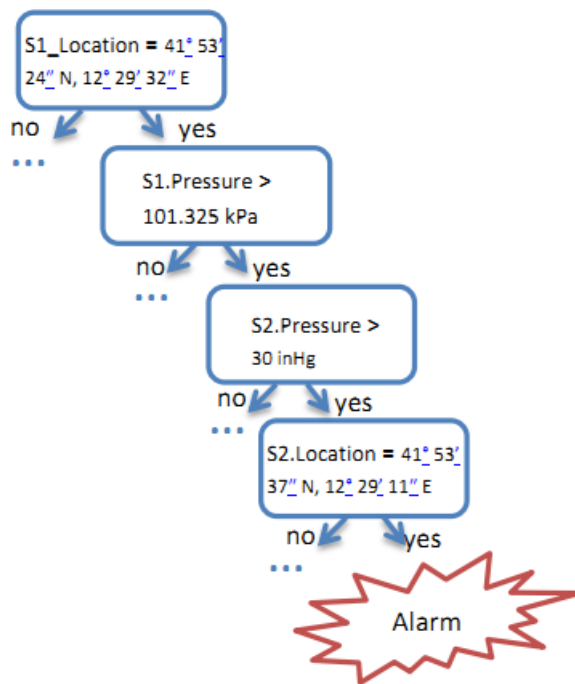 S1_Location = 41° 53′
24″ N, 12° 29′ 32″ E
no
yes
...
S1.Pressure >
101.325 kPa
no
yes
...
S2.Pressure >
30 inHg
no
yes
...
S2.Location = 41° 53′
37″ N, 12° 29′ 11″ E
no
yes
...
Alarm